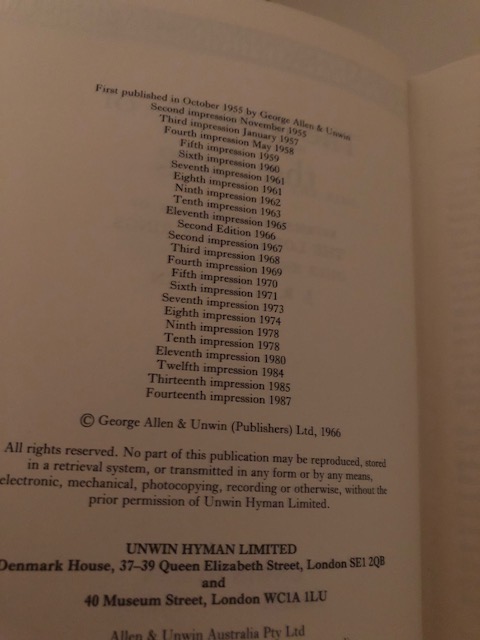 First published in October 1955 by George Allen & Unwin
Second impression November 1955
Third impression January 1957
Fourth impression May 1958
Fifth impression 1959
Sixth impression 1960
Seventh impression 1961
Eighth impression 1961
Ninth impression 1962
Tenth impression 1963
Eleventh impression 1965
Second Edition 1966
Second impression 1967
Third impression 1968
Fourth impression 1969
Fifth impression 1970
Sixth impression 1971
Seventh impression 1973
Eighth impression 1974
Ninth impression 1978
Tenth impression 1978
Eleventh impression 1980
Twelfth impression 1984
Thirteenth impression 1985
Fourteenth impression 1987
© George Allen & Unwin (Publishers) Ltd, 1966
All rights reserved. No part of this publication may be reproduced, stored
in a retrieval system, or transmitted in any form or by any means,
electronic, mechanical, photocopying, recording or otherwise, without the
prior permission of Unwin Hyman Limited.
UNWIN HYMAN LIMITED
Denmark House, 37–39 Queen Elizabeth Street, London SE1 2QB
and
40 Museum Street, London WC1A 1LU
Allen & Unwin Australia Pty Ltd